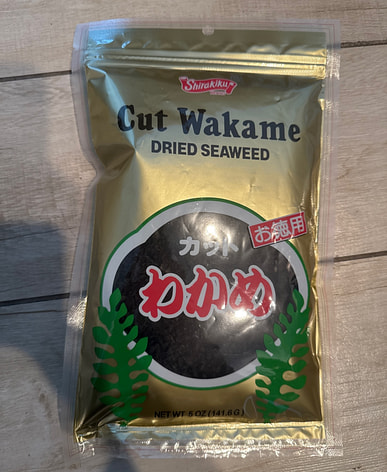 Shirakiku
Cut Wakame
DRIED SEAWEED
お徳用
カット
わかめ
NET WT 5 OZ (141.8 G)